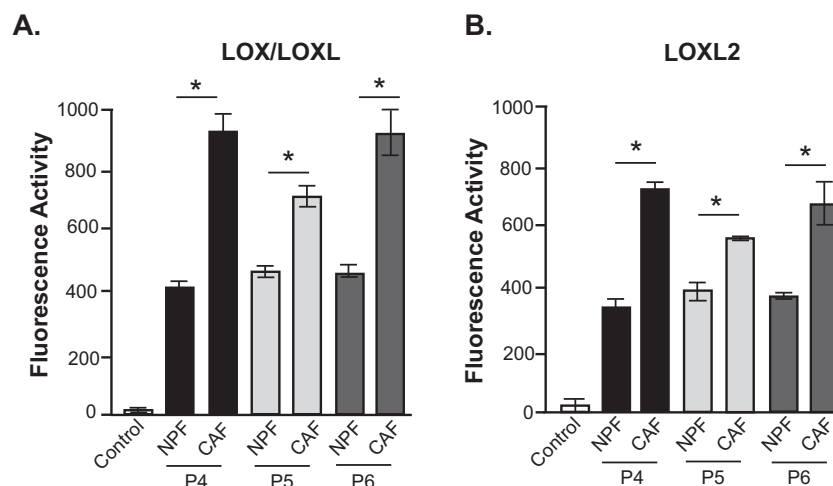 A.
LOX/LOXL
Fluorescence Activity
1000
800
600
400
200
0
* * *
Control NPF CAF NPF CAF NPF CAF
P4 P5 P6
B.
LOXL2
Fluorescence Activity
1000
800
600
400
300
0
* * *
Control NPF CAF NPF CAF NPF CAF
P4 P5 P6